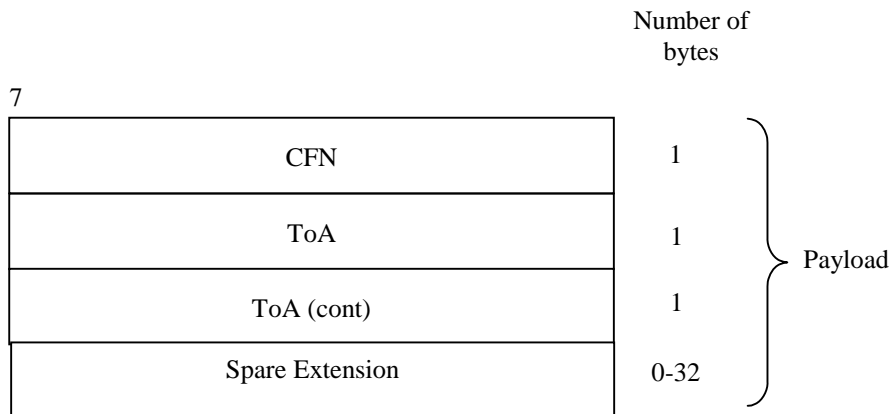 Number of
bytes
7
CFN
1
ToA
1
Payload
ToA (cont)
1
Spare Extension
0-32